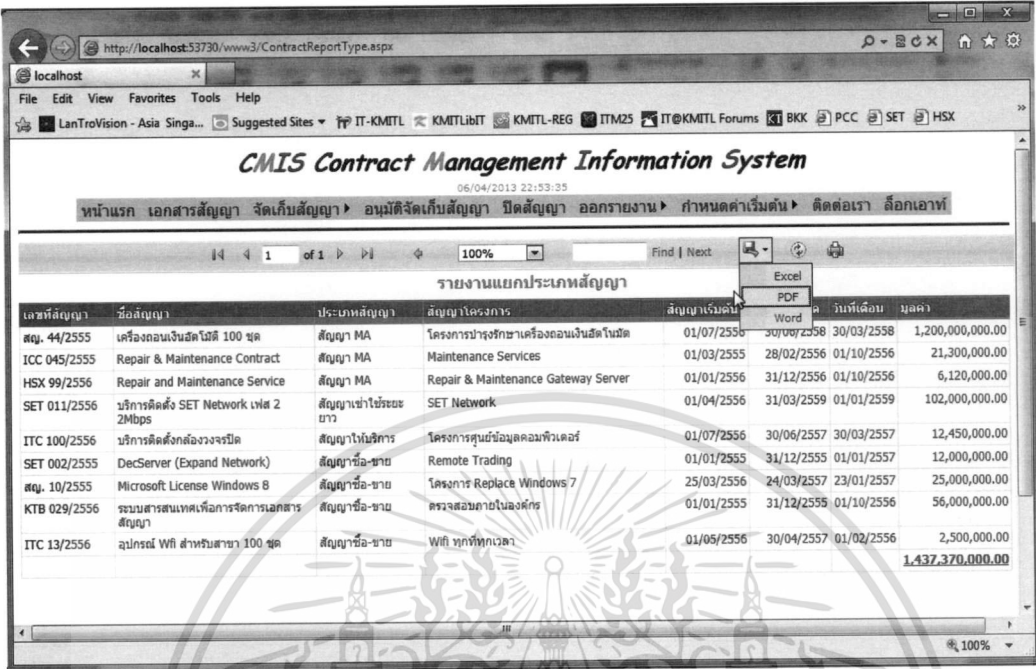 http://localhost:53730/www3/ContractReportType.aspx
localhost
File Edit View Favorites Tools Help
LanTroVision - Asia Singa... Suggested Sites IT-KMITL KMITLibIT KMITL-REG ITM25 IT@KMITL Forums BKK PCC SET HSX
CMIS Contract Management Information System
06/04/2013 22:53:35
หน้าแรก เอกสารสัญญา จัดเก็บสัญญา อนุมัติจัดเก็บสัญญา ปิดสัญญา ออกรายงาน กำหนดค่าเริ่มต้น ติดต่อเรา ล็อกเอาท์
1 of 1 100% Find | Next
Excel
PDF
Word
รายงานแยกประเภทสัญญา
เลขที่สัญญา ชื่อสัญญา ประเภทสัญญา สัญญาโครงการ สัญญาเริ่มต้น วันที่เตือน มูลค่า
สญ. 44/2555 เครื่องถอนเงินอัตโมัติ 100 ชุด สัญญา MA โครงการบำรุงรักษาเครื่องถอนเงินอัตโนมัต 01/07/2556 30/06/2558 30/03/2558 1,200,000,000.00
ICC 045/2555 Repair & Maintenance Contract สัญญา MA Maintenance Services 01/03/2555 28/02/2556 01/10/2556 21,300,000.00
HSX 99/2556 Repair and Maintenance Service สัญญา MA Repair & Maintenance Gateway Server 01/01/2556 31/12/2556 01/10/2556 6,120,000.00
SET 011/2556 บริการติดตั้ง SET Network เฟส 2 2Mbps สัญญาเช่าใช้ระยะยาว SET Network 01/04/2556 31/03/2559 01/01/2559 102,000,000.00
ITC 100/2556 บริการติดตั้งกล้องวงจรปิด สัญญาให้บริการ โครงการศูนย์ข้อมูลคอมพิวเตอร์ 01/07/2556 30/06/2557 30/03/2557 12,450,000.00
SET 002/2555 DecServer (Expand Network) สัญญาซื้อ-ขาย Remote Trading 01/01/2555 31/12/2555 01/01/2557 12,000,000.00
สญ. 10/2555 Microsoft License Windows 8 สัญญาซื้อ-ขาย โครงการ Replace Windows 7 25/03/2556 24/03/2557 23/01/2557 25,000,000.00
KTB 029/2556 ระบบสารสนเทศเพื่อการจัดการเอกสารสัญญา สัญญาซื้อ-ขาย ตรวจสอบภายในองค์กร 01/01/2555 31/12/2555 01/10/2556 56,000,000.00
ITC 13/2556 อุปกรณ์ Wfi สำหรับสาขา 100 ชุด สัญญาซื้อ-ขาย Wifi ทุกที่ทุกเวลา 01/05/2556 30/04/2557 01/02/2556 2,500,000.00
1,437,370,000.00
100%